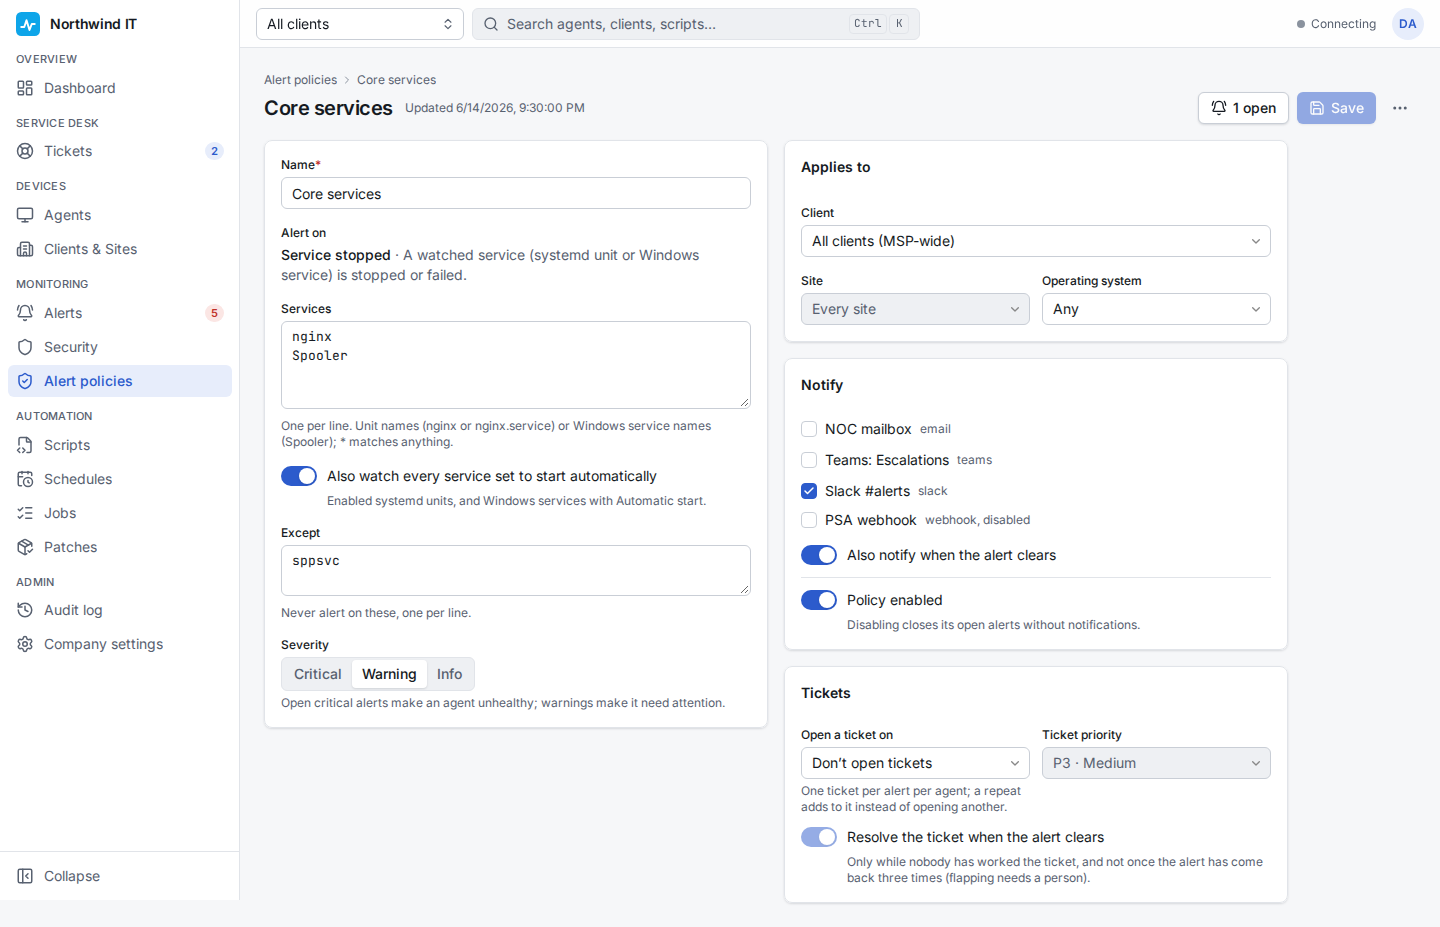 Northwind IT
OVERVIEW
Dashboard
SERVICE DESK
Tickets
2
DEVICES
Agents
Clients & Sites
MONITORING
Alerts
5
Security
Alert policies
AUTOMATION
Scripts
Schedules
Jobs
Patches
ADMIN
Audit log
Company settings
Collapse
All clients
Search agents, clients, scripts...
Ctrl K
Connecting
DA
Alert policies > Core services
Core services
Updated 6/14/2026, 9:30:00 PM
1 open
Save
Name*
Core services
Alert on
Service stopped · A watched service (systemd unit or Windows
service) is stopped or failed.
Services
nginx
Spooler
One per line. Unit names (nginx or nginx.service) or Windows service names
(Spooler); * matches anything.
Also watch every service set to start automatically
Enabled systemd units, and Windows services with Automatic start.
Except
sppsvc
Never alert on these, one per line.
Severity
Critical
Warning
Info
Open critical alerts make an agent unhealthy; warnings make it need attention.
Applies to
Client
All clients (MSP-wide)
Site
Operating system
Every site
Any
Notify
NOC mailbox email
Teams: Escalations teams
Slack #alerts slack
PSA webhook webhook, disabled
Also notify when the alert clears
Policy enabled
Disabling closes its open alerts without notifications.
Tickets
Open a ticket on
Ticket priority
Don't open tickets
P3 · Medium
One ticket per alert per agent; a repeat
adds to it instead of opening another.
Resolve the ticket when the alert clears
Only while nobody has worked the ticket, and not once the alert has come
back three times (flapping needs a person).